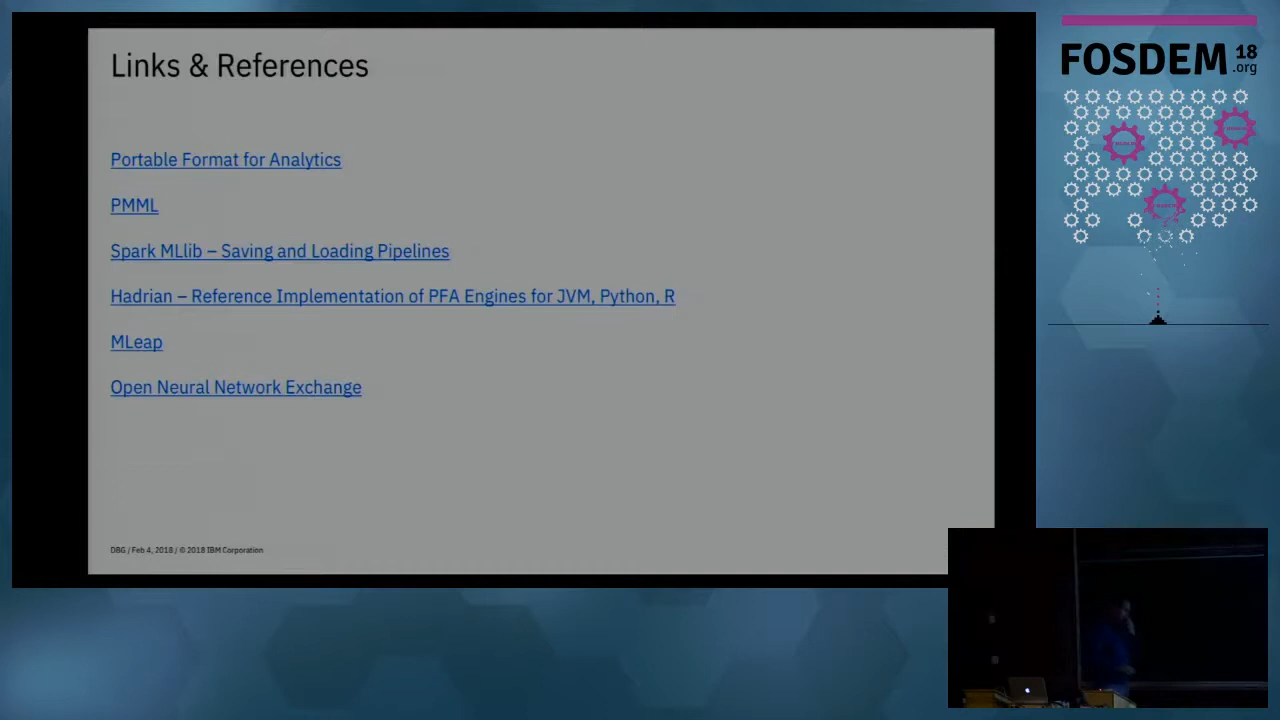 Links & References
Portable Format for Analytics
PMML
Spark MLlib – Saving and Loading Pipelines
Hadrian – Reference Implementation of PFA Engines for JVM, Python, R
MLeap
Open Neural Network Exchange
DBG / Feb 4, 2018 / © 2018 IBM Corporation
FOSDEM 18
.org